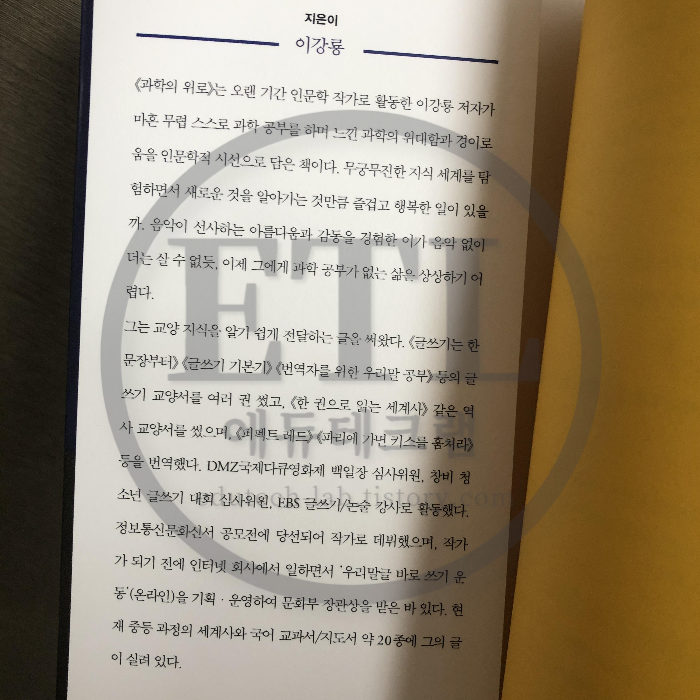 지은이
이강룡
《과학의 위로》는 오랜 기간 인문학 작가로 활동한 이강룡 저자가
마흔 무렵 스스로 과학 공부를 하며 느낀 과학의 위대함과 경이로
움을 인문학적 시선으로 담은 책이다. 무궁무진한 지식 세계를 탐
험하면서 새로운 것을 알아가는 것만큼 즐겁고 행복한 일이 있을
까. 음악이 선사하는 아름다움과 감동을 경험한 이가 음악 없이
더는 살 수 없듯, 이제 그에게 과학 공부가 없는 삶은 상상하기 어
렵다.
그는 교양 지식을 알기 쉽게 전달하는 글을 써왔다. 《글쓰기는 한
문장부터》 《글쓰기 기본기》 《번역자를 위한 우리말 공부》 등의 글
쓰기 교양서를 여러 권 썼고, 《한 권으로 읽는 세계사》 같은 역
사 교양서를 썼으며, 《퍼펙트 레드》 《파리에 가면 키스를 훔쳐라》
등을 번역했다. DMZ국제다큐영화제 백일장 심사위원, 창비 청
소년 글쓰기 대회 심사위원, EBS 글쓰기/논술 강사로 활동했다.
정보통신문화신서 공모전에 당선되어 작가로 데뷔했으며, 작가
가 되기 전에 인터넷 회사에서 일하면서 '우리말글 바로 쓰기 운
동'(온라인)을 기획·운영하여 문화부 장관상을 받은 바 있다. 현
재 중등 과정의 세계사와 국어 교과서/지도서 약 20종에 그의 글
이 실려 있다.
ETL
에듀테크랩
edutech-lab.tistory.com